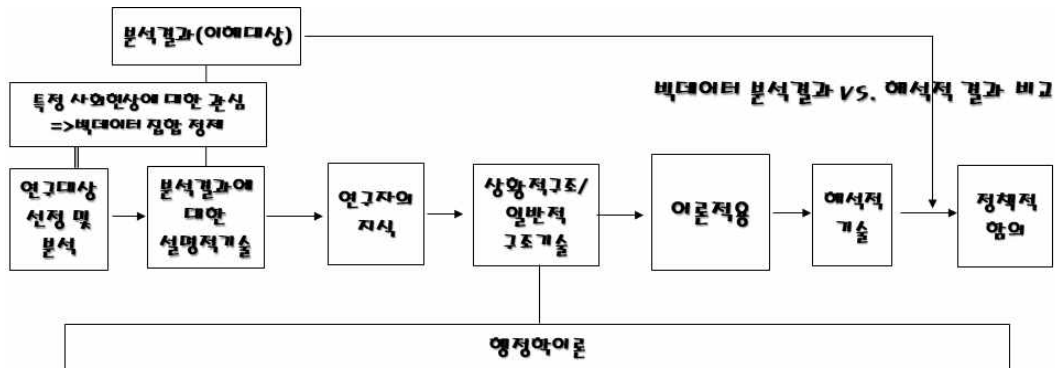 분석결과(이해대상)
특정 사회현상에 대한 관심
=>빅데이터 집합 정제
빅데이터 분석결과 VS. 해석적 결과 비교
연구대상
선정 및
분석
분석결과에
대한
설명적기술
연구자의
지식
상황적구조/
일반적
구조기술
이론적용
해석적
기술
정책적
함의
행정학이론